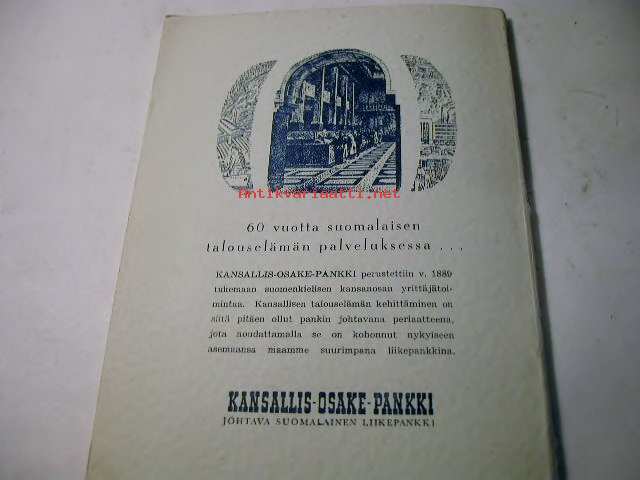 Antikvariaatti.net
60 vuotta suomalaisen
talouselämän palveluksessa . . .
KANSALLIS-OSAKE-PANKKI perustettiin v. 1889
tukemaan suomenkielisen kansanosan yrittäjätoi-
mintaa. Kansallisen talouselämän kehittäminen on
siitä pitäen ollut pankin johtavana periaatteena,
jota noudattamalla se on kohonnut nykyiseen
asemaansa maamme suurimpana liikepankkina.
KANSALLIS-OSAKE-PANKKI
JOHTAVA SUOMALAINEN LIIKEPANKKI